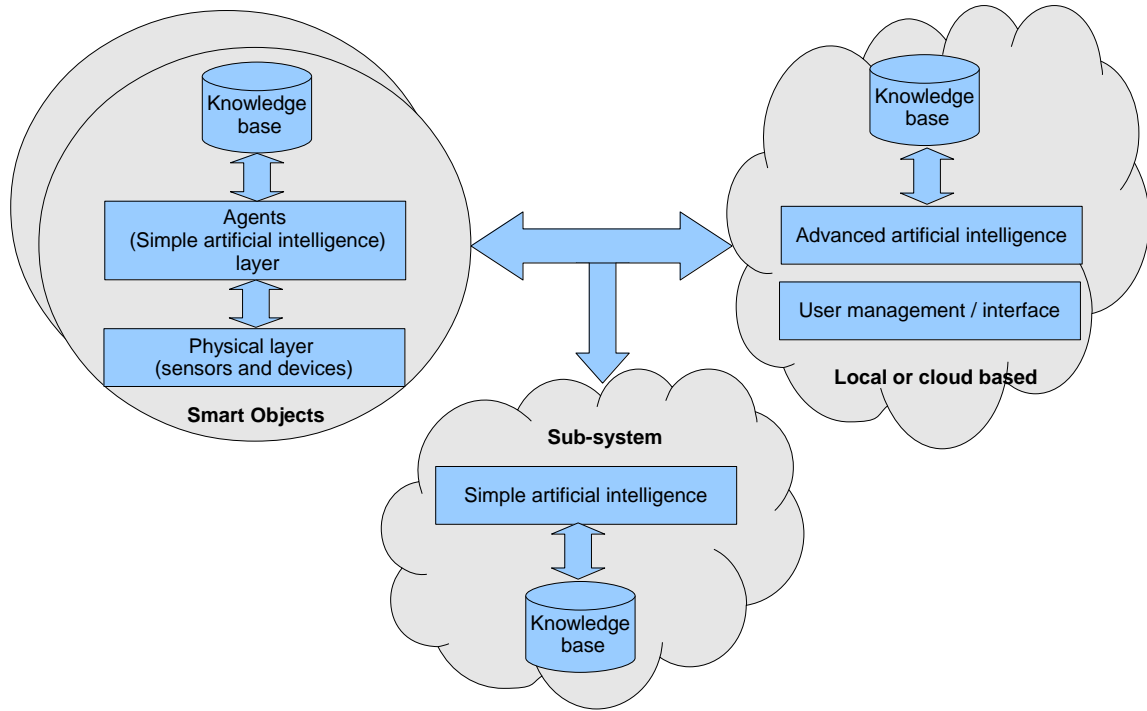 Knowledge
base
Agents
(Simple artificial intelligence)
layer
Physical layer
(sensors and devices)
Smart Objects
Knowledge
base
Advanced artificial intelligence
User management / interface
Local or cloud based
Sub-system
Simple artificial intelligence
Knowledge
base